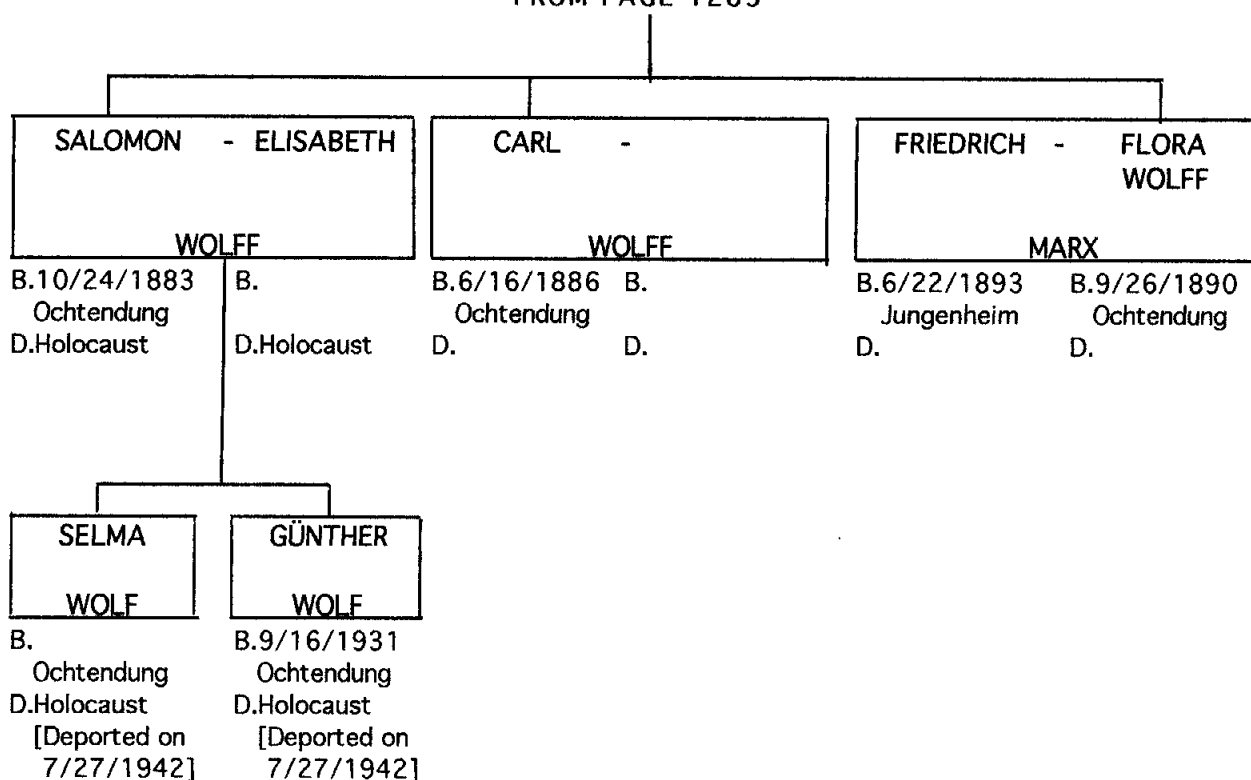 FROM PAGE 1265
SALOMON - ELISABETH
WOLFF
B.10/24/1883 B.
Ochtendung
D.Holocaust D.Holocaust
CARL -
WOLFF
B.6/16/1886 B.
Ochtendung
D. D.
FRIEDRICH - FLORA
WOLFF
MARX
B.6/22/1893 B.9/26/1890
Jungenheim Ochtendung
D. D.
SELMA
WOLF
B.
Ochtendung
D.Holocaust
[Deported on
7/27/1942]
GÜNTHER
WOLF
B.9/16/1931
Ochtendung
D.Holocaust
[Deported on
7/27/1942]